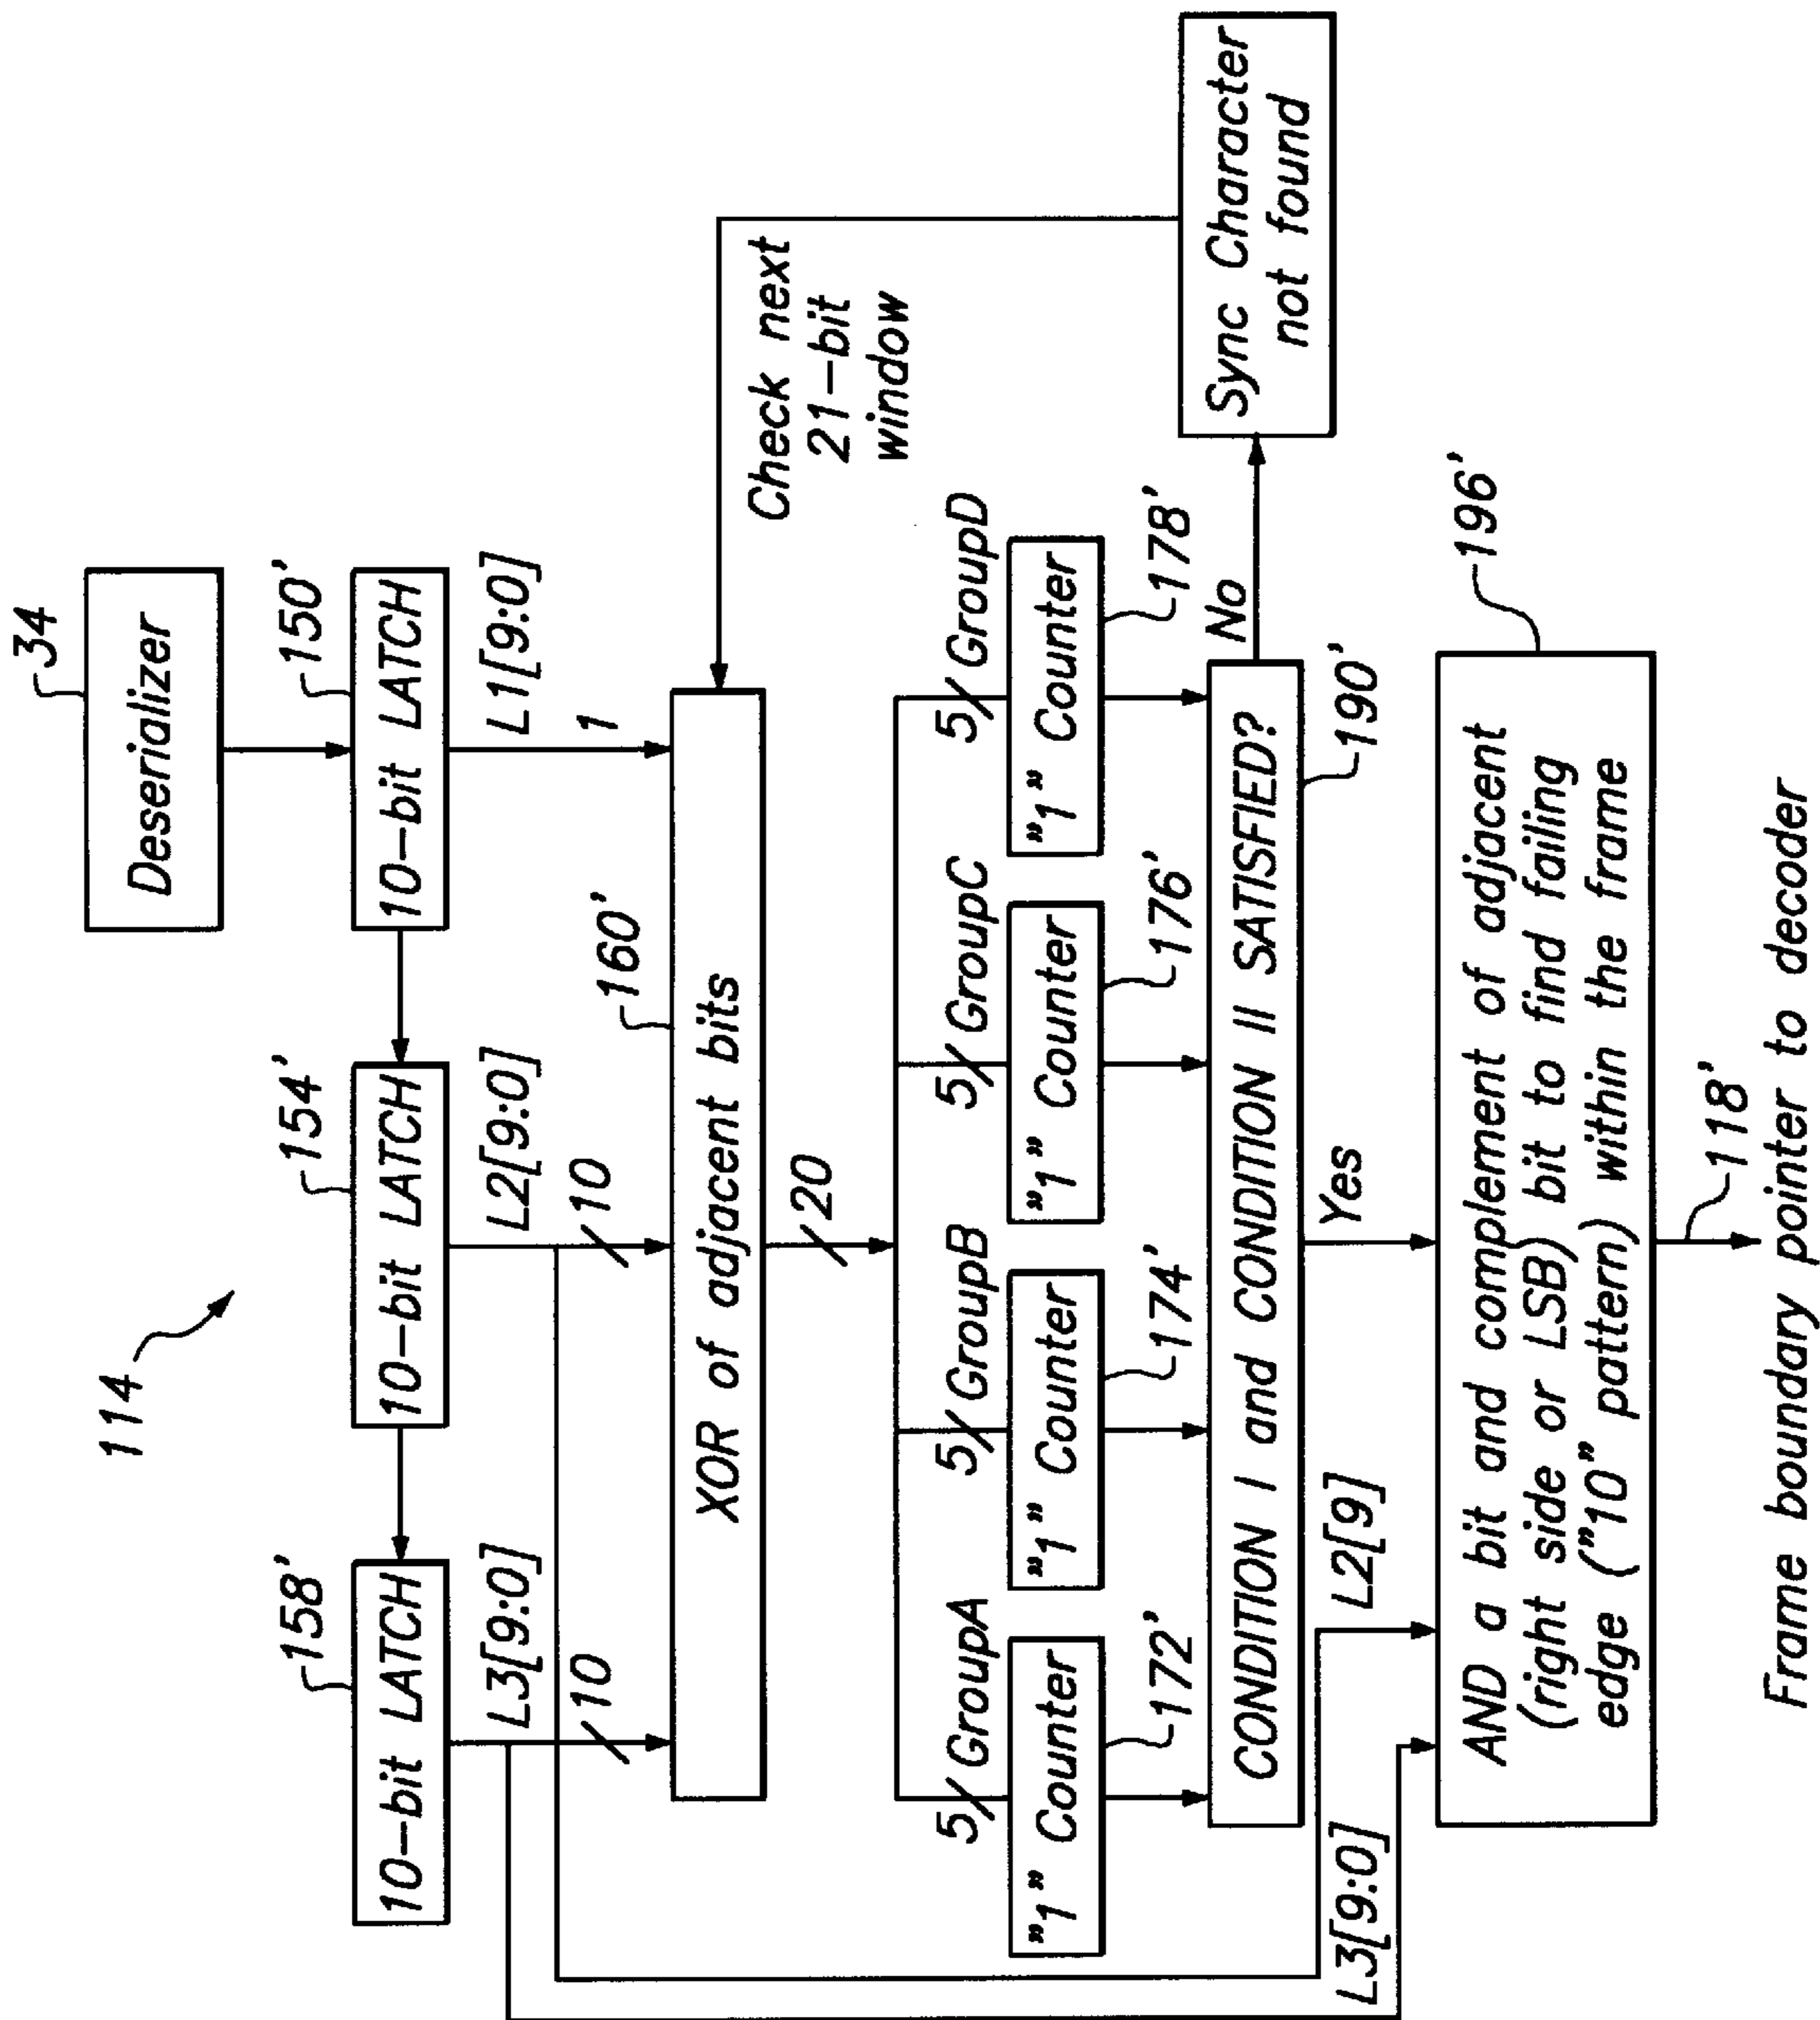 114
34
Deserializer
158'
154'
150'
10-bit LATCH
10-bit LATCH
10-bit LATCH
L3[9:0]
L2[9:0]
L1[9:0]
10
10
1
160'
XOR of adjacent bits
Check next
21-bit
window
20
5
GroupA
5
GroupB
5
GroupC
5
GroupD
"1" Counter
"1" Counter
"1" Counter
"1" Counter
172'
174'
176'
178'
CONDITION I and CONDITION II SATISFIED?
No
Sync Character
not found
190'
L3[9:0]
L2[9]
Yes
196'
AND a bit and complement of adjacent
(right side or LSB) bit to find failing
edge ("10" pattern) within the frame
118'
Frame boundary pointer to decoder